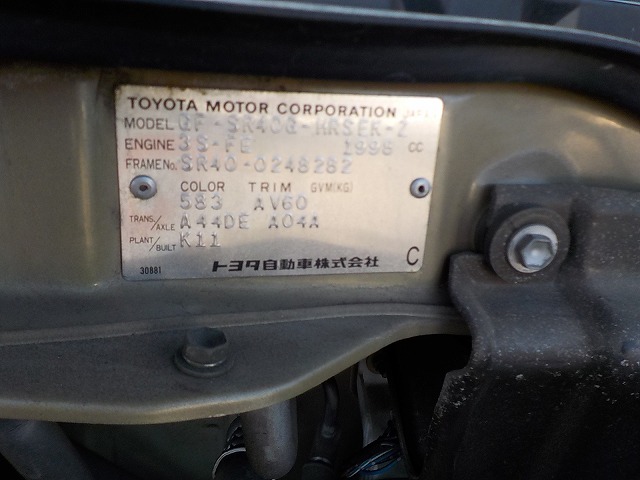 TOYOTA MOTOR CORPORATION JAPAN
MODEL GF-SR40G-KRSER-Z
ENGINE 3S-FE 1998 CC
FRAME No. SR40-0248282
COLOR TRIM GVM(KG)
583 AV60
TRANS./AXLE A44DE A04A
PLANT/BUILT K11
30881 トヨタ自動車株式会社 C